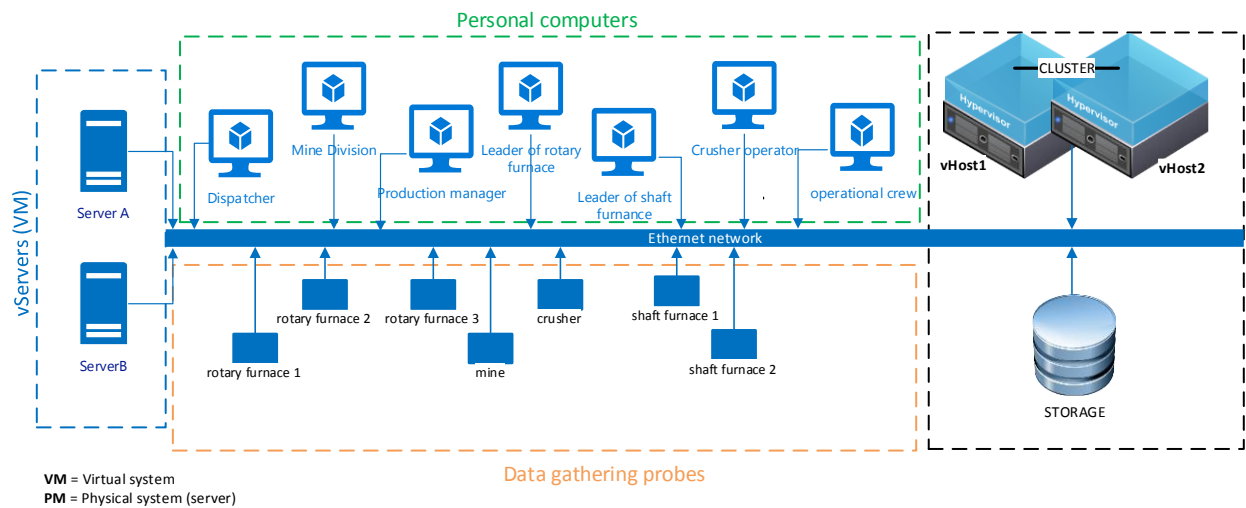 Personal computers
CLUSTER
Hypervisor
Hypervisor
vHost1
vHost2
Mine Division
Leader of rotary
furnace
Crusher operator
Dispatcher
Production manager
Leader of shaft
furnance
operational crew
vServers (VM)
Server A
ServerB
Ethernet network
rotary furnace 2
rotary furnace 3
crusher
shaft furnace 1
rotary furnace 1
mine
shaft furnace 2
STORAGE
Data gathering probes
VM = Virtual system
PM = Physical system (server)